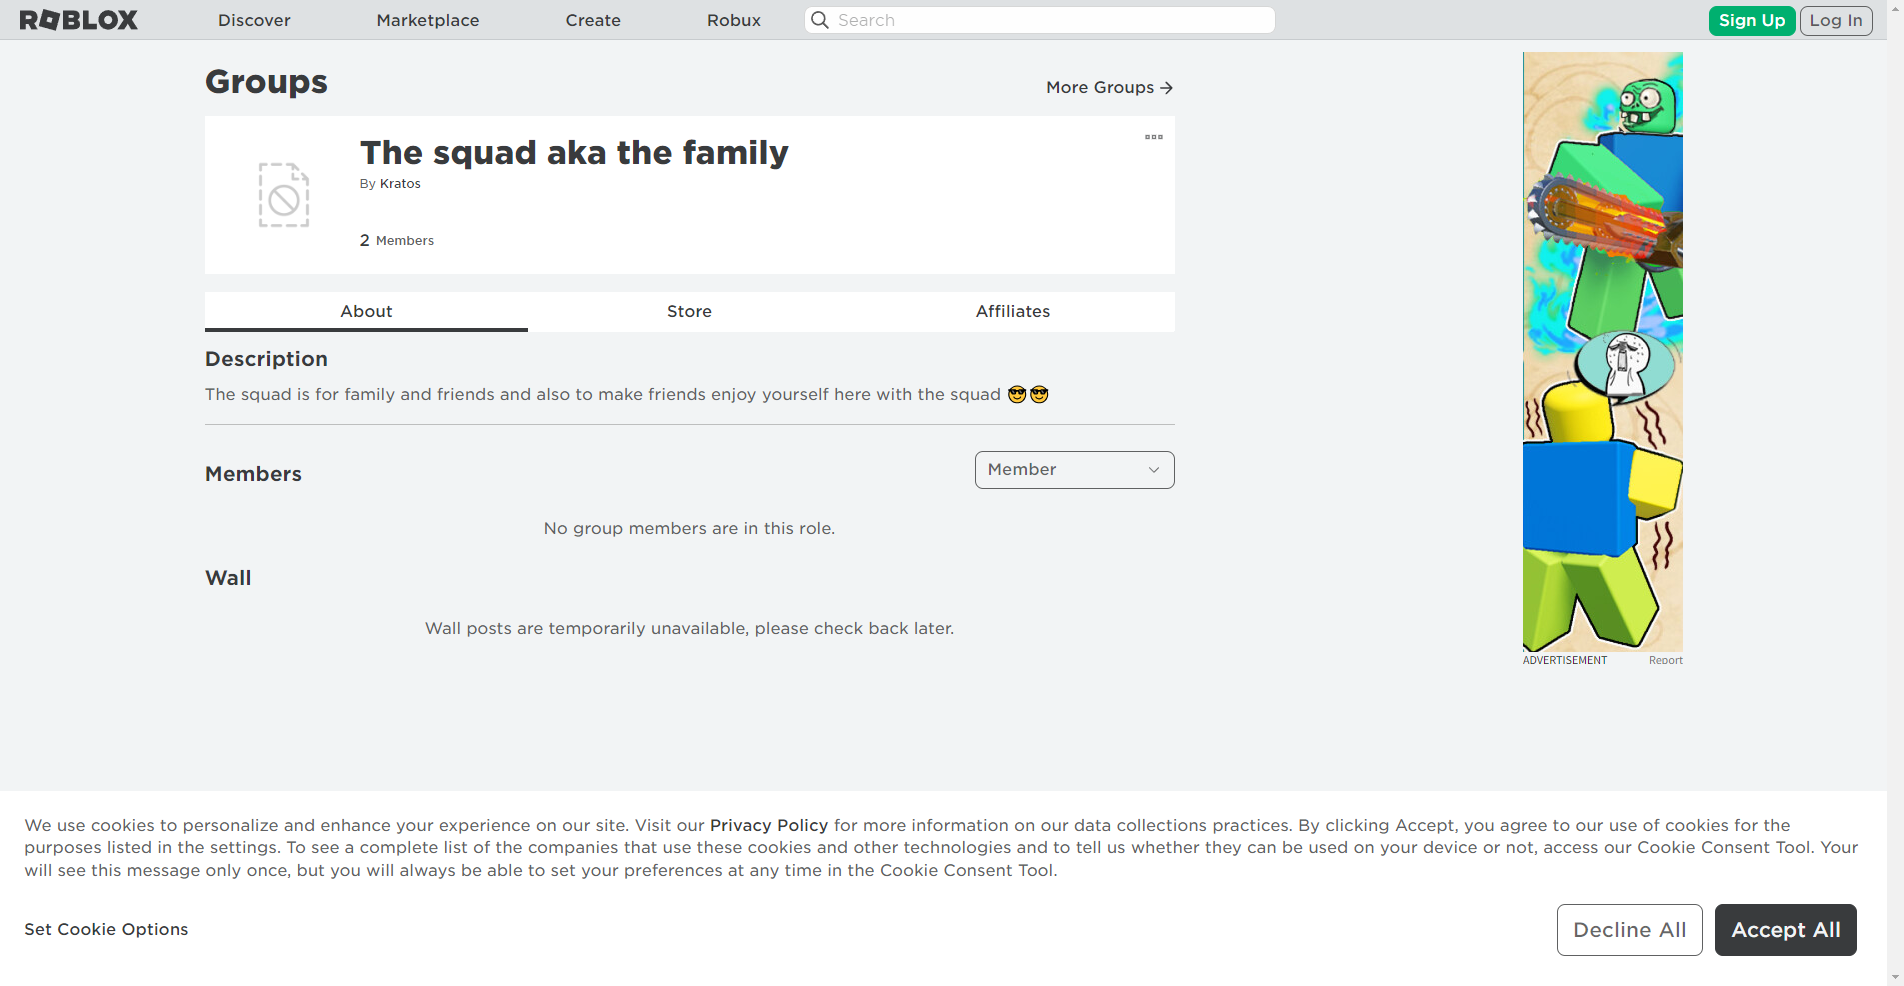 ROBLOX Discover Marketplace Create Robux Search Sign Up Log In
Groups
More Groups →
The squad aka the family
By Kratos
2 Members
About Store Affiliates
Description
The squad is for family and friends and also to make friends enjoy yourself here with the squad 😎😎
Members
Member
No group members are in this role.
Wall
Wall posts are temporarily unavailable, please check back later.
ADVERTISEMENT Report
We use cookies to personalize and enhance your experience on our site. Visit our Privacy Policy for more information on our data collections practices. By clicking Accept, you agree to our use of cookies for the
purposes listed in the settings. To see a complete list of the companies that use these cookies and other technologies and to tell us whether they can be used on your device or not, access our Cookie Consent Tool. Your
will see this message only once, but you will always be able to set your preferences at any time in the Cookie Consent Tool.
Set Cookie Options
Decline All
Accept All